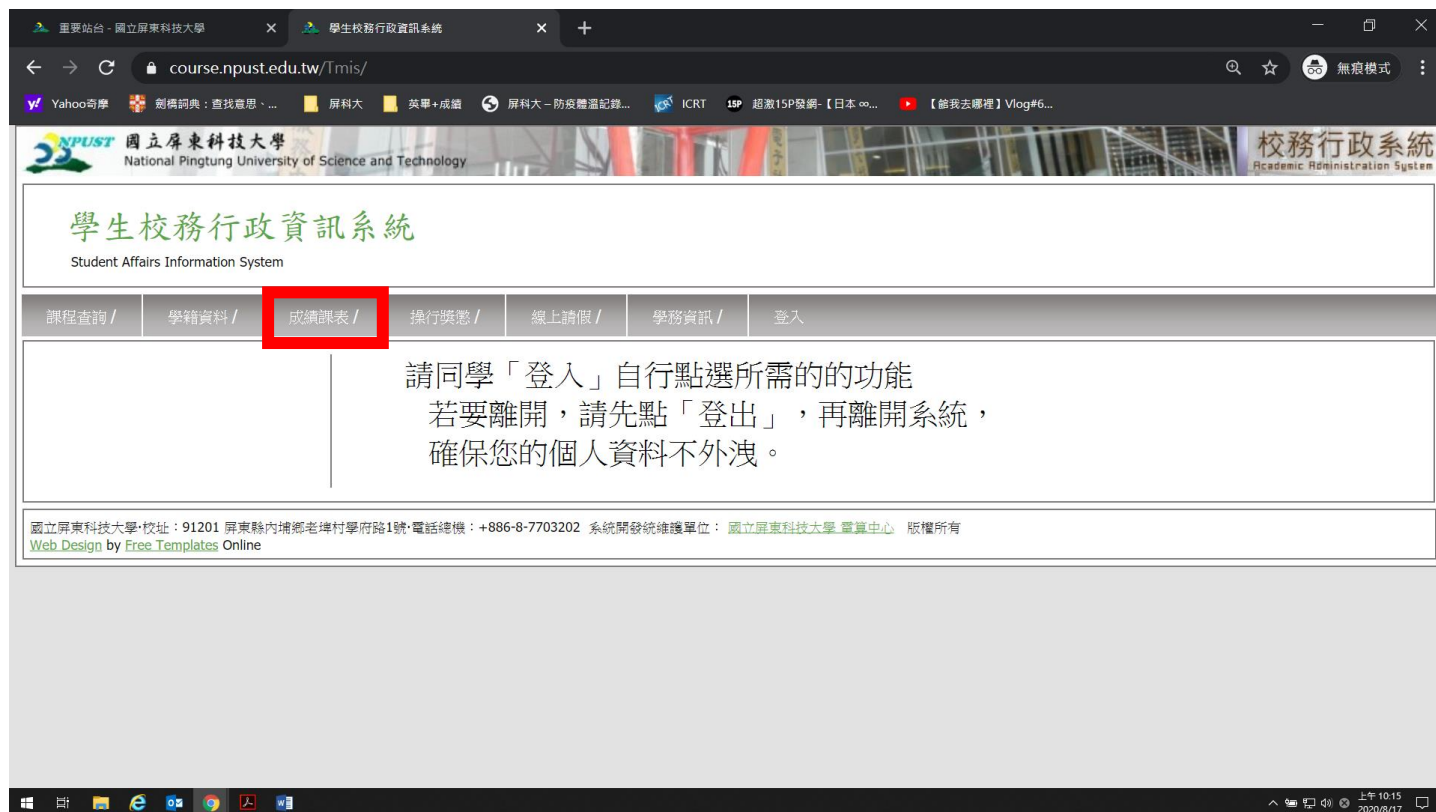 重要站台 - 國立屏東科技大學
學生校務行政資訊系統
course.npust.edu.tw/Tmis/
無痕模式
Yahoo奇摩
劍橋詞典：查找意思、...
屏科大
英畢+成績
屏科大－防疫體溫記錄...
ICRT
15P
超激15P發網-【日本 ∞...
【館我去哪裡】Vlog#6...
NPUST 國立屏東科技大學
National Pingtung University of Science and Technology
校務行政系統
Academic Administration System
學生校務行政資訊系統
Student Affairs Information System
課程查詢 /
學籍資料 /
成績課表 /
操行獎懲 /
線上請假 /
學務資訊 /
登入
請同學「登入」自行點選所需的的功能
若要離開，請先點「登出」，再離開系統，
確保您的個人資料不外洩。
國立屏東科技大學‧校址：91201 屏東縣內埔鄉老埤村學府路1號‧電話總機：+886-8-7703202 系統開發統維護單位： 國立屏東科技大學 電算中心 版權所有
Web Design by Free Templates Online
上午 10:15
2020/8/17